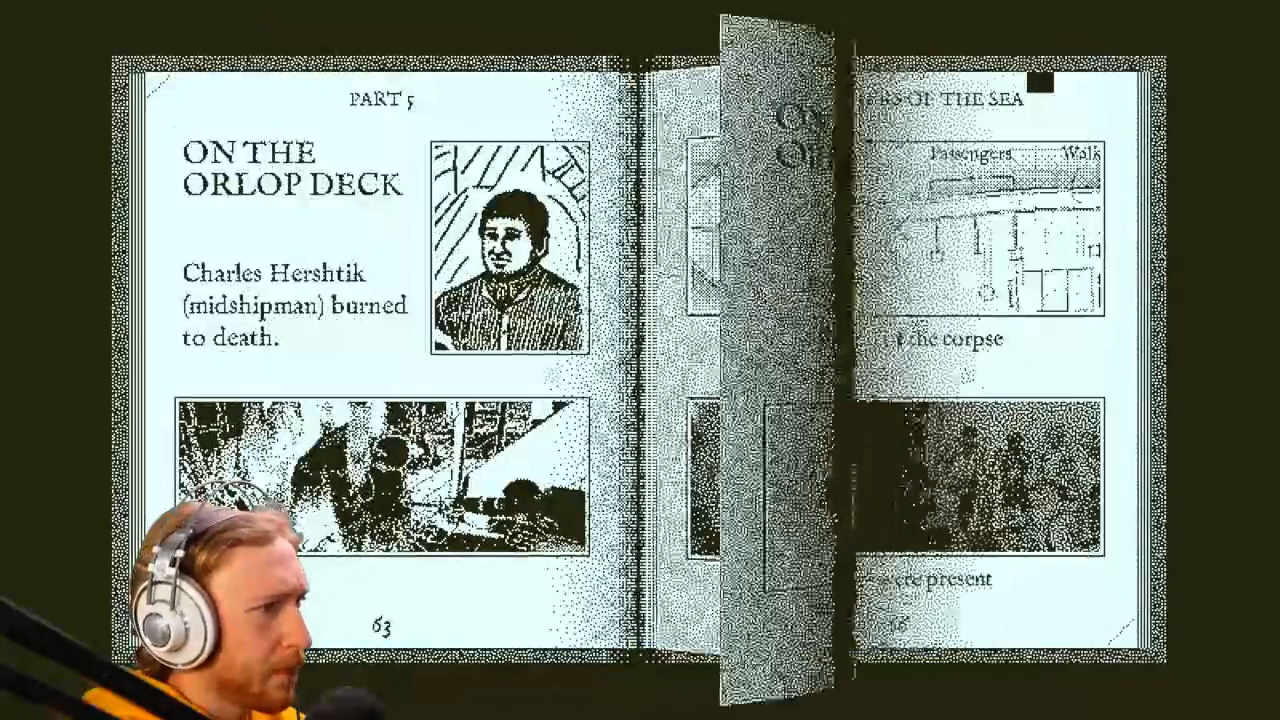 PART 5
ON THE
ORLOP DECK
Charles Hershtik
(midshipman) burned
to death.
63
OF THE SEA
Passengers
Walk
the corpse
present